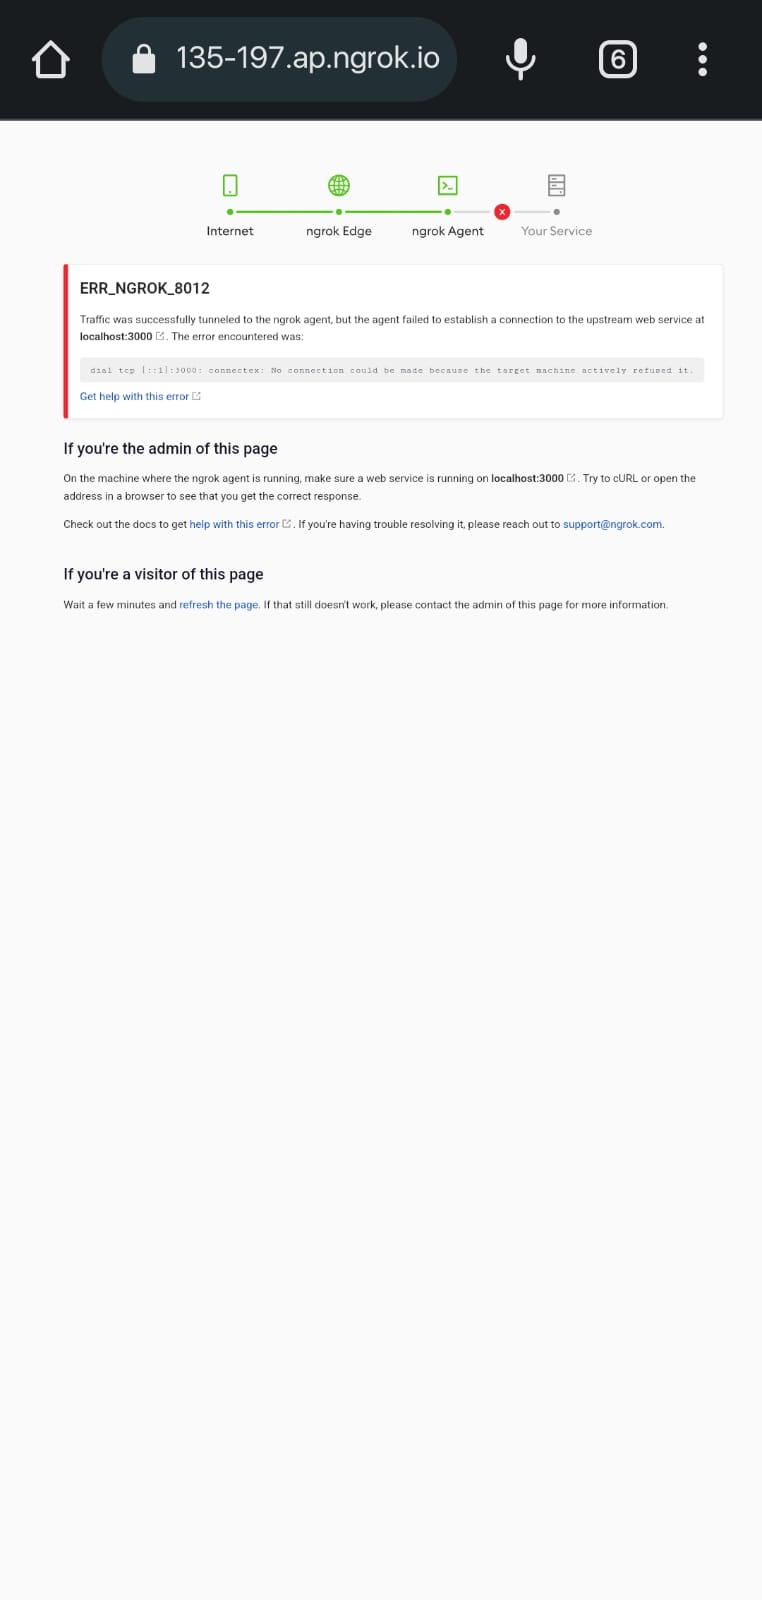 135-197.ap.ngrok.io
6
Internet
ngrok Edge
ngrok Agent
Your Service
ERR_NGROK_8012
Traffic was successfully tunneled to the ngrok agent, but the agent failed to establish a connection to the upstream web service at
localhost:3000. The error encountered was:
dial tcp [::1]:3000: connectex: No connection could be made because the target machine actively refused it.
Get help with this error
If you're the admin of this page
On the machine where the ngrok agent is running, make sure a web service is running on localhost:3000. Try to cURL or open the
address in a browser to see that you get the correct response.
Check out the docs to get help with this error. If you're having trouble resolving it, please reach out to support@ngrok.com.
If you're a visitor of this page
Wait a few minutes and refresh the page. If that still doesn't work, please contact the admin of this page for more information.